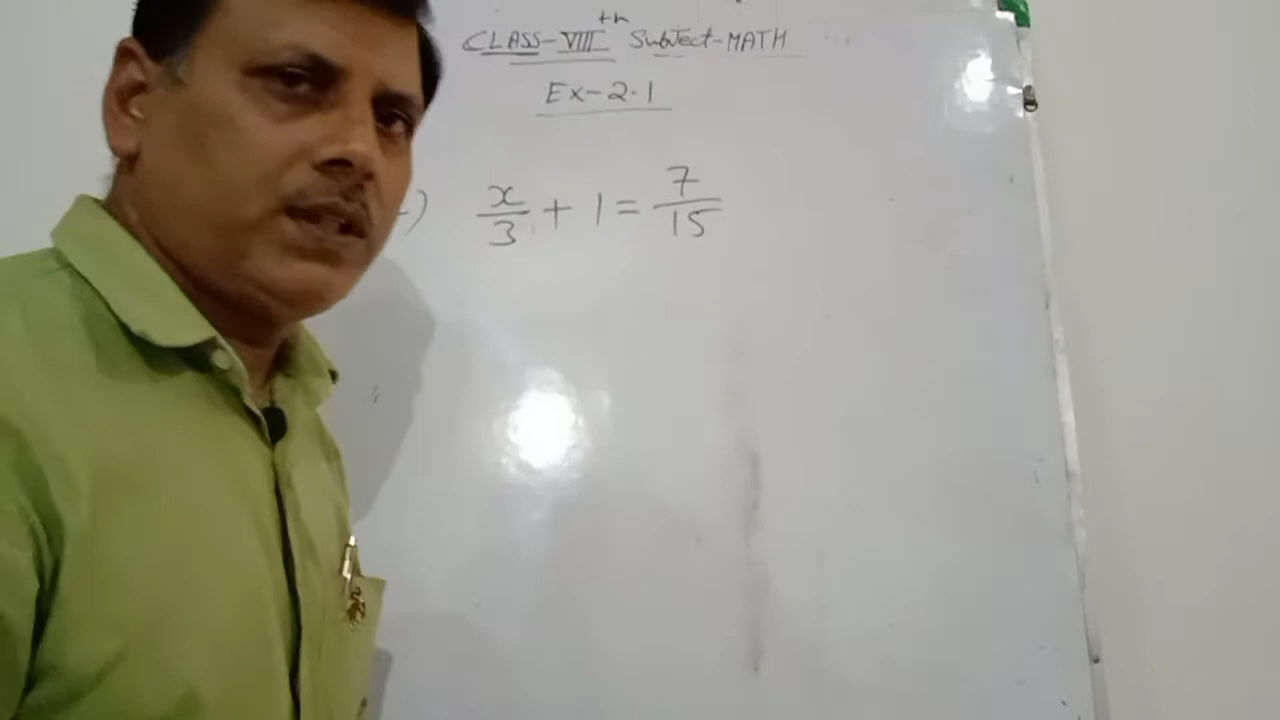 CLASS-VIIIth Subject-MATH
Ex-2.1
) x/3 + 1 = 7/15